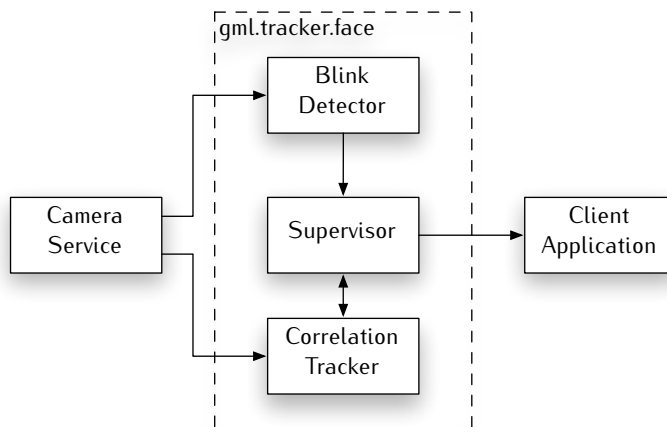 gml.tracker.face
Blink
Detector
Camera
Service
Supervisor
Client
Application
Correlation
Tracker